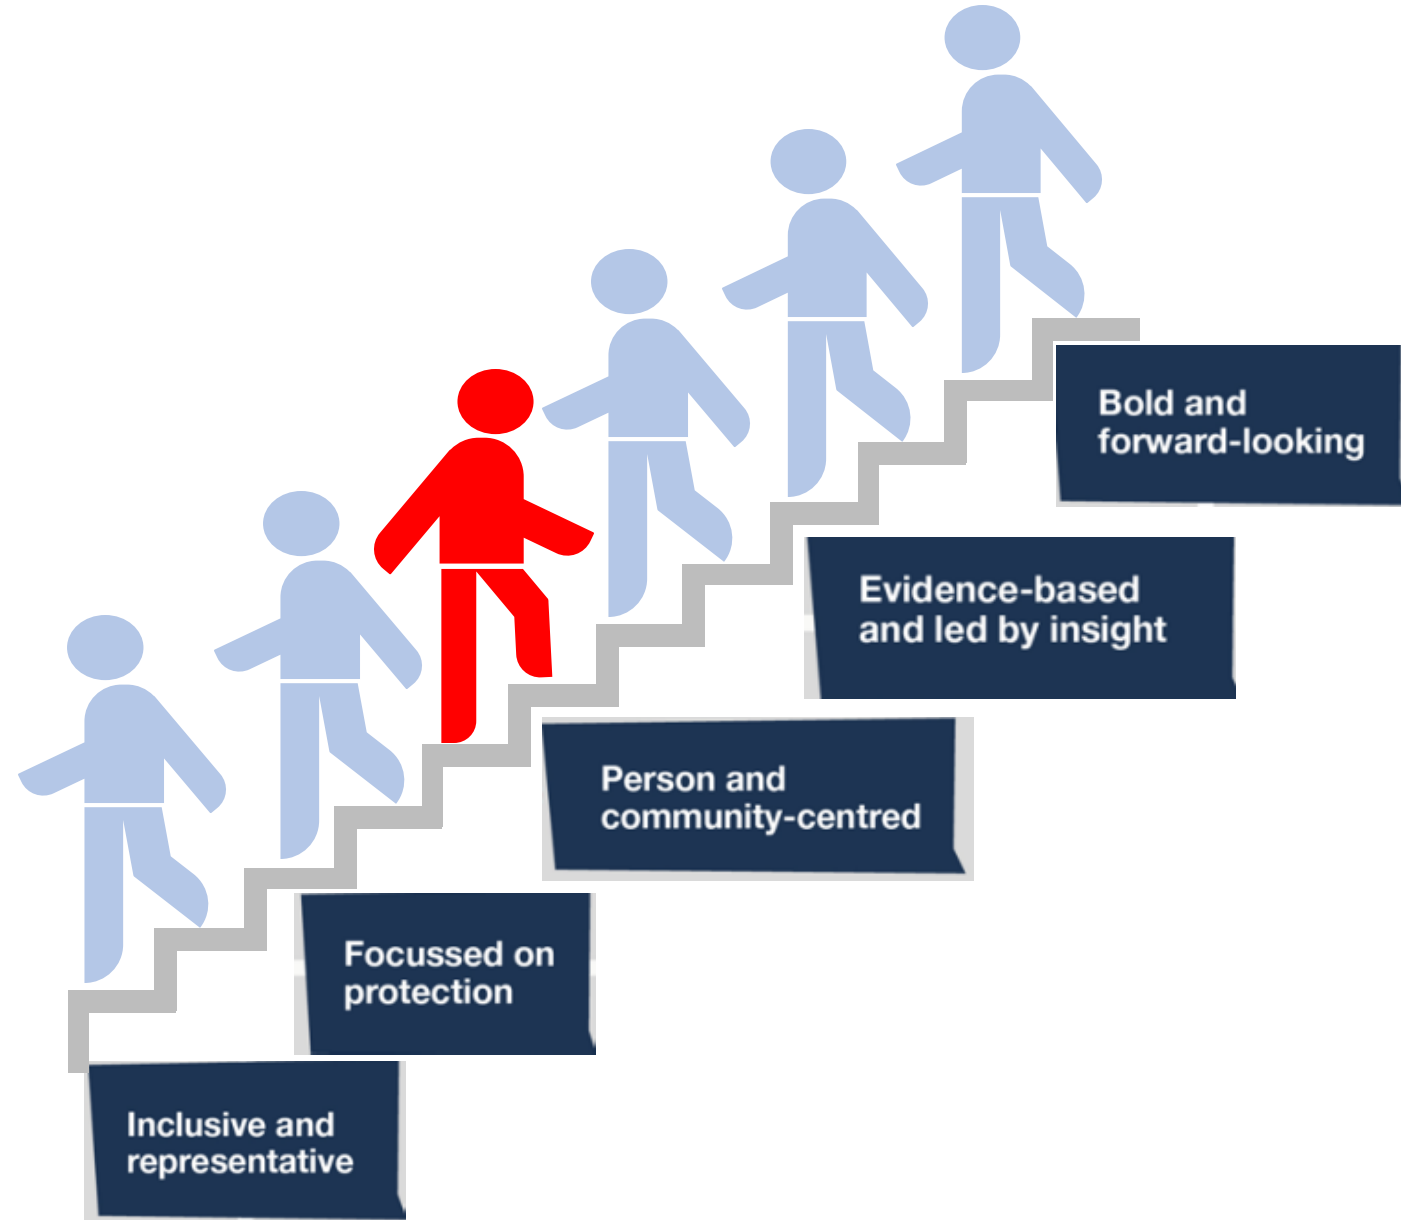 Bold and
forward-looking
Evidence-based
and led by insight
Person and
community-centred
Focussed on
protection
Inclusive and
representative